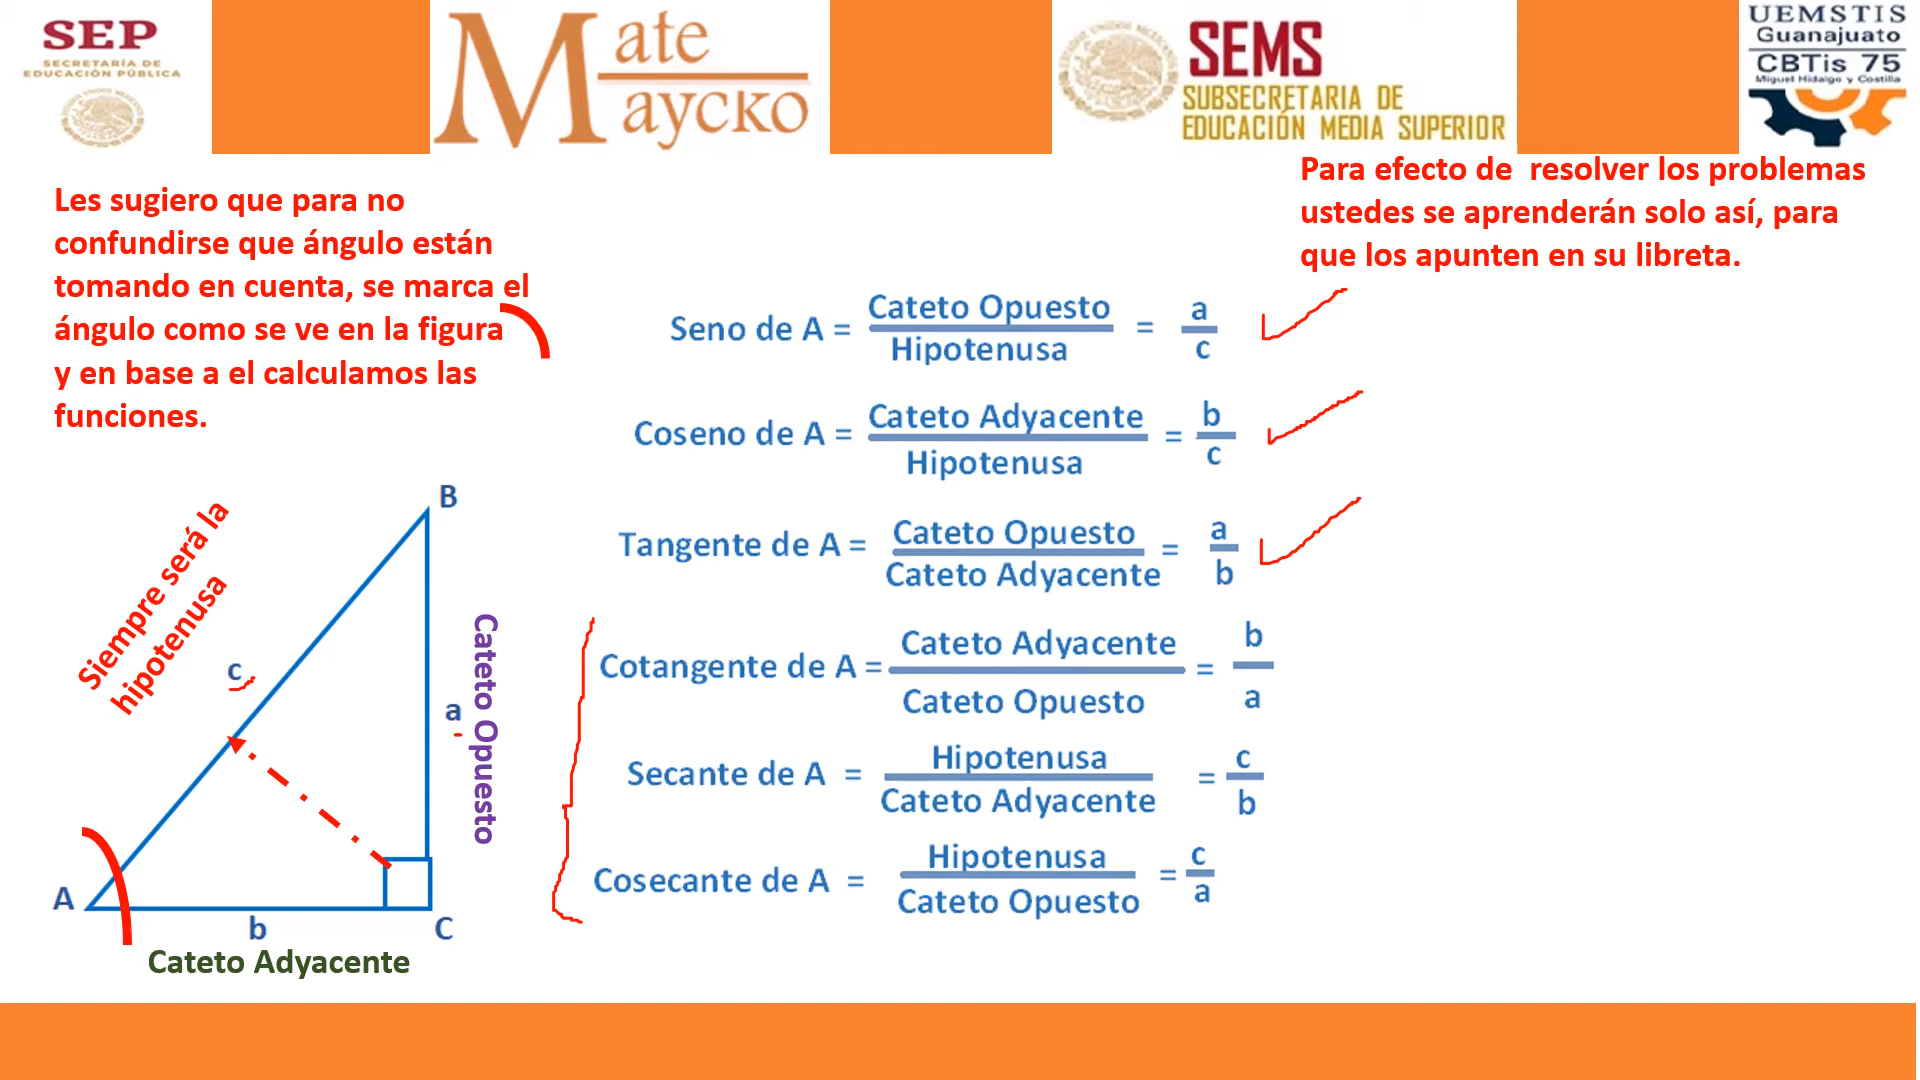 SEP
SECRETARÍA DE
EDUCACIÓN PÚBLICA
Mate
Maycko
SEMS
SUBSECRETARIA DE
EDUCACIÓN MEDIA SUPERIOR
UEMSTIS
Guanajuato
CBTis 75
Miguel Hidalgo y Costilla
Les sugiero que para no
confundirse que ángulo están
tomando en cuenta, se marca el
ángulo como se ve en la figura
y en base a el calculamos las
funciones.
Para efecto de resolver los problemas
ustedes se aprenderán solo así, para
que los apunten en su libreta.
Seno de A = Cateto Opuesto / Hipotenusa = a / c
Coseno de A = Cateto Adyacente / Hipotenusa = b / c
Tangente de A = Cateto Opuesto / Cateto Adyacente = a / b
Cotangente de A = Cateto Adyacente / Cateto Opuesto = b / a
Secante de A = Hipotenusa / Cateto Adyacente = c / b
Cosecante de A = Hipotenusa / Cateto Opuesto = c / a
Siempre será la
hipotenusa
B
c
a
Cateto Opuesto
A
b
C
Cateto Adyacente